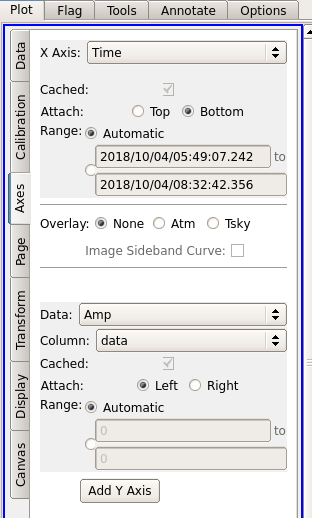 Plot Flag Tools Annotate Options
Data
Calibration
Axes
Page
Transform
Display
Canvas
X Axis: Time
Cached:
Attach: Top Bottom
Range: Automatic
2018/10/04/05:49:07.242 to
2018/10/04/08:32:42.356
Overlay: None Atm Tsky
Image Sideband Curve:
Data: Amp
Column: data
Cached:
Attach: Left Right
Range: Automatic
0 to
0
Add Y Axis